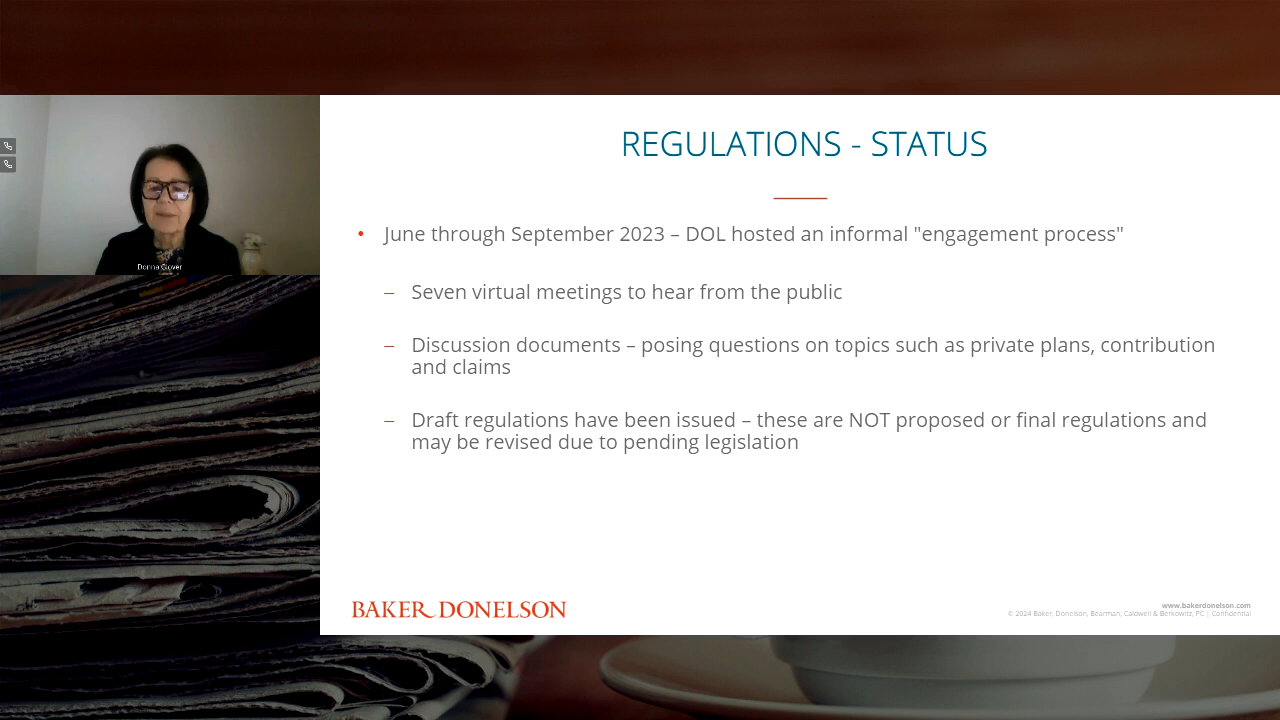 REGULATIONS - STATUS
• June through September 2023 – DOL hosted an informal "engagement process"
– Seven virtual meetings to hear from the public
– Discussion documents – posing questions on topics such as private plans, contribution
and claims
– Draft regulations have been issued – these are NOT proposed or final regulations and
may be revised due to pending legislation
Donna Glover
BAKER DONELSON
www.bakerdonelson.com
© 2024 Baker, Donelson, Bearman, Caldwell & Berkowitz, PC | Confidential